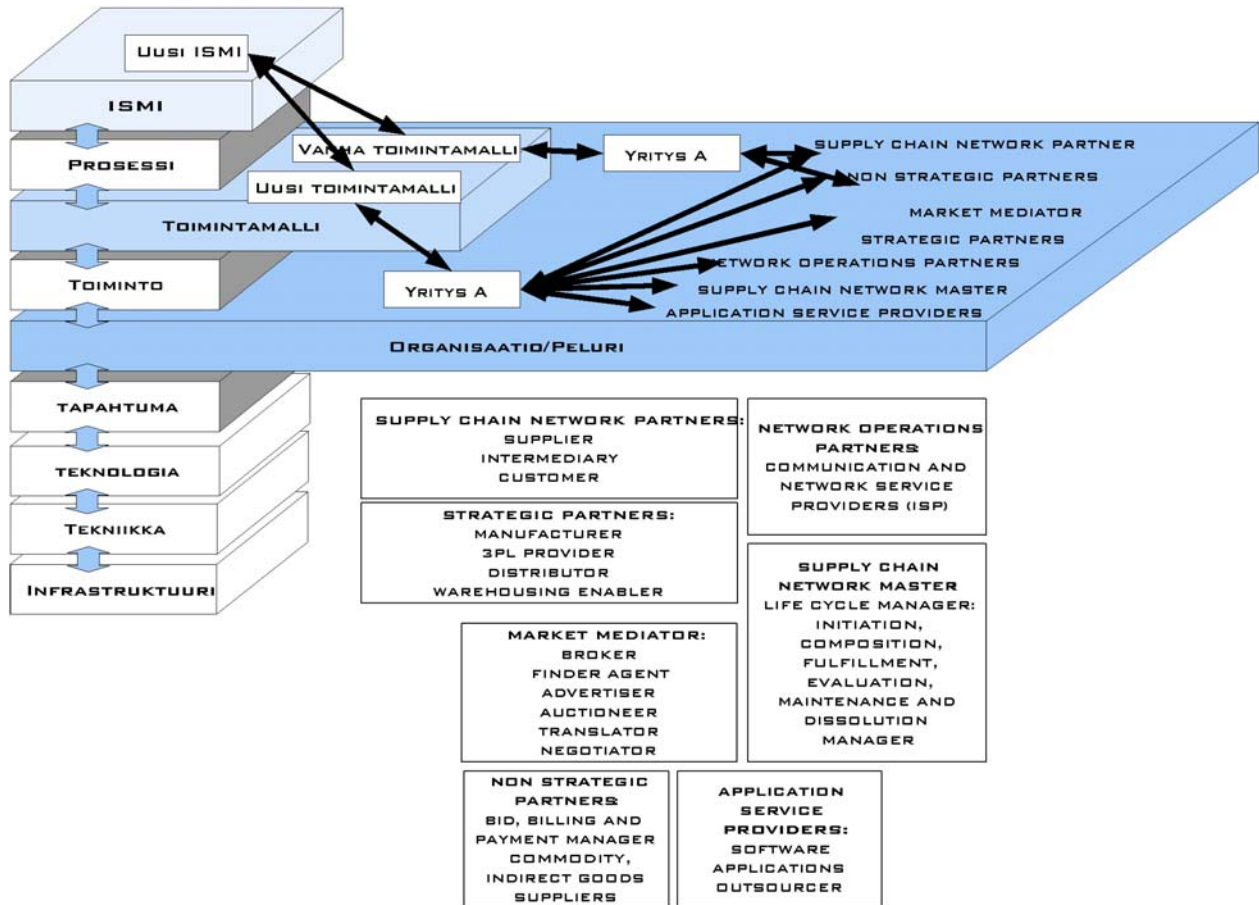 Uusi ISMI
ISMI
Prosessi
Vanha toimintamalli
Yritys A
Supply chain network partner
Uusi toimintamalli
Non strategic partners
Toimintamalli
Market mediator
Strategic partners
Toiminto
Network operations partners
Yritys A
Supply chain network master
Application service providers
Organisaatio/Peluri
tapahtuma
teknologia
Tekniikka
Infrastruktuuri
Supply chain network partners:
Supplier
Intermediary
Customer
Strategic partners:
Manufacturer
3PL provider
Distributor
Warehousing enabler
Market mediator:
Broker
Finder agent
Advertiser
Auctioneer
Translator
Negotiator
Non strategic
partners:
Bid, billing and
payment manager
Commodity,
indirect goods
suppliers
Network operations
partners:
Communication and
network service
providers (ISP)
Supply chain
network master
Life cycle manager:
initiation,
composition,
fulfillment,
evaluation,
maintenance and
dissolution
manager
Application
service
providers:
Software
applications
outsourcer